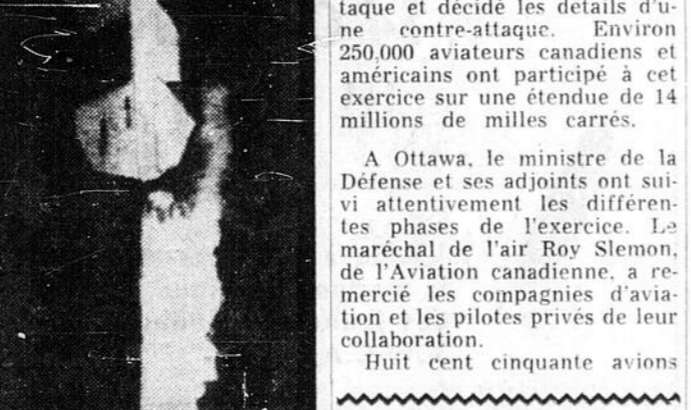 taque et décidé les détails d'u-
ne contre-attaque. Environ
250,000 aviateurs canadiens et
américains ont participé à cet
exercice sur une étendue de 14
millions de milles carrés.
A Ottawa, le ministre de la
Défense et ses adjoints ont sui-
vi attentivement les différen-
tes phases de l'exercice. Le
maréchal de l'air Roy Slemon,
de l'Aviation canadienne, a re-
mercié les compagnies d'avia-
tion et les pilotes privés de leur
collaboration.
Huit cent cinquante avions